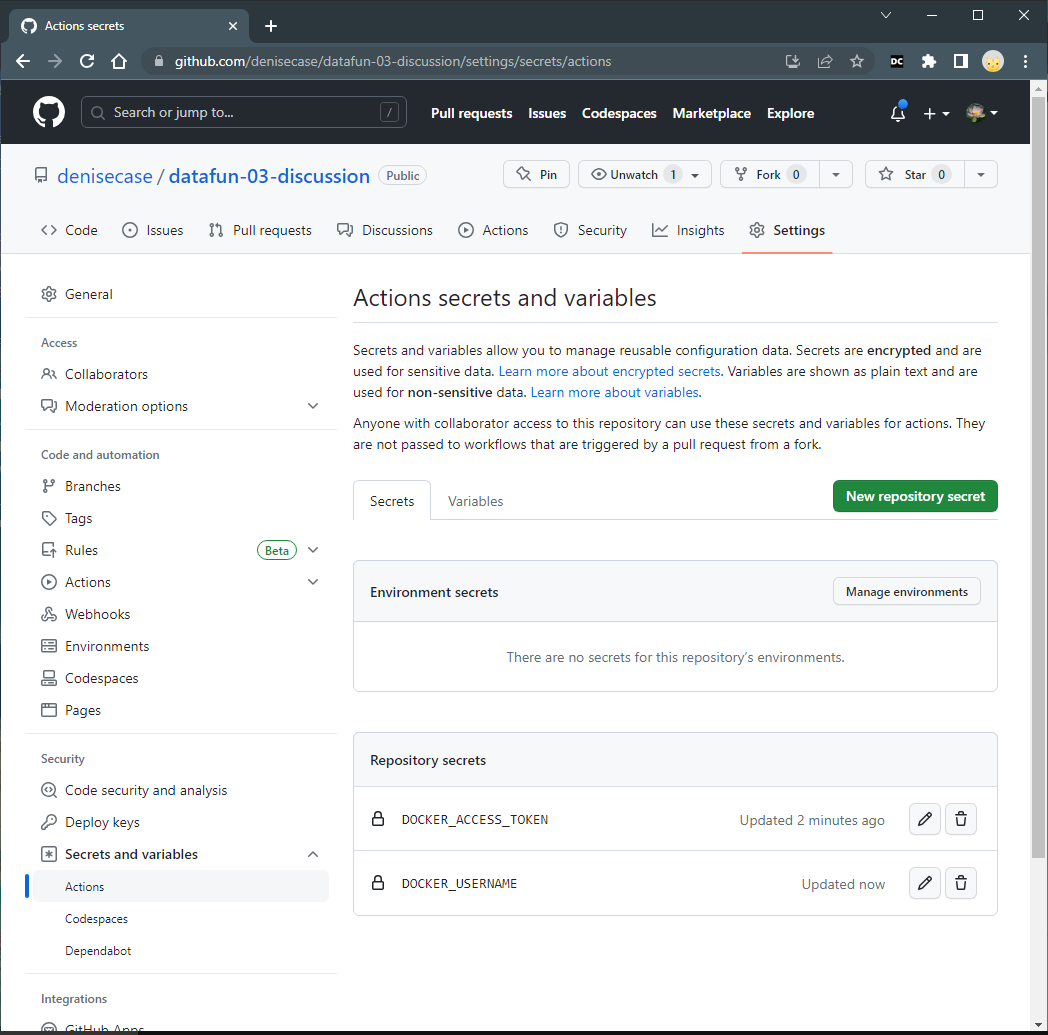 Actions secrets
github.com/denisecase/datafun-03-discussion/settings/secrets/actions
DC
Search or jump to...
/
Pull requests Issues Codespaces Marketplace Explore
denisecase / datafun-03-discussion Public
Pin
Unwatch 1
Fork 0
Star 0
Code Issues Pull requests Discussions Actions Security Insights Settings
General
Access
Collaborators
Moderation options
Code and automation
Branches
Tags
Rules Beta
Actions
Webhooks
Environments
Codespaces
Pages
Security
Code security and analysis
Deploy keys
Secrets and variables
Actions
Codespaces
Dependabot
Integrations
GitHub Apps
Actions secrets and variables
Secrets and variables allow you to manage reusable configuration data. Secrets are encrypted and are
used for sensitive data. Learn more about encrypted secrets. Variables are shown as plain text and are
used for non-sensitive data. Learn more about variables.
Anyone with collaborator access to this repository can use these secrets and variables for actions. They
are not passed to workflows that are triggered by a pull request from a fork.
Secrets Variables
New repository secret
Environment secrets
Manage environments
There are no secrets for this repository's environments.
Repository secrets
DOCKER_ACCESS_TOKEN Updated 2 minutes ago
DOCKER_USERNAME Updated now